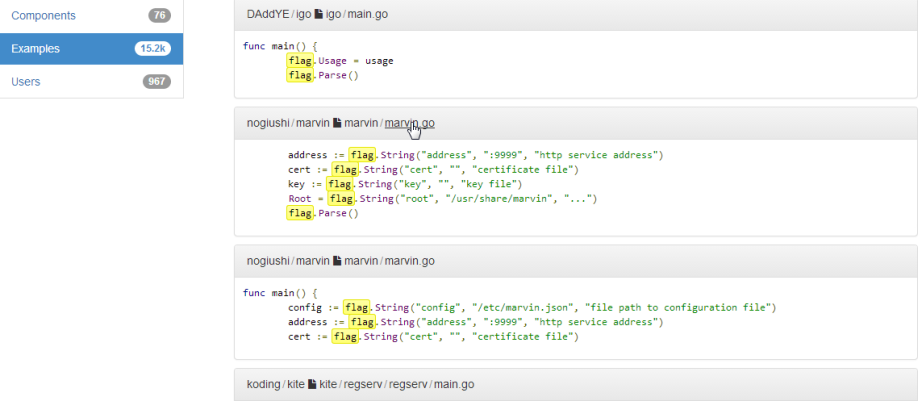 Components 76
Examples 15.2k
Users 967
DAddYE/igo igo/main.go
func main() {
flag.Usage = usage
flag.Parse()
nogiushi/marvin marvin/marvin.go
address := flag.String("address", ":9999", "http service address")
cert := flag.String("cert", "", "certificate file")
key := flag.String("key", "", "key file")
Root = flag.String("root", "/usr/share/marvin", "...")
flag.Parse()
nogiushi/marvin marvin/marvin.go
func main() {
config := flag.String("config", "/etc/marvin.json", "file path to configuration file")
address := flag.String("address", ":9999", "http service address")
cert := flag.String("cert", "", "certificate file")
koding/kite kite/regserv/regserv/main.go